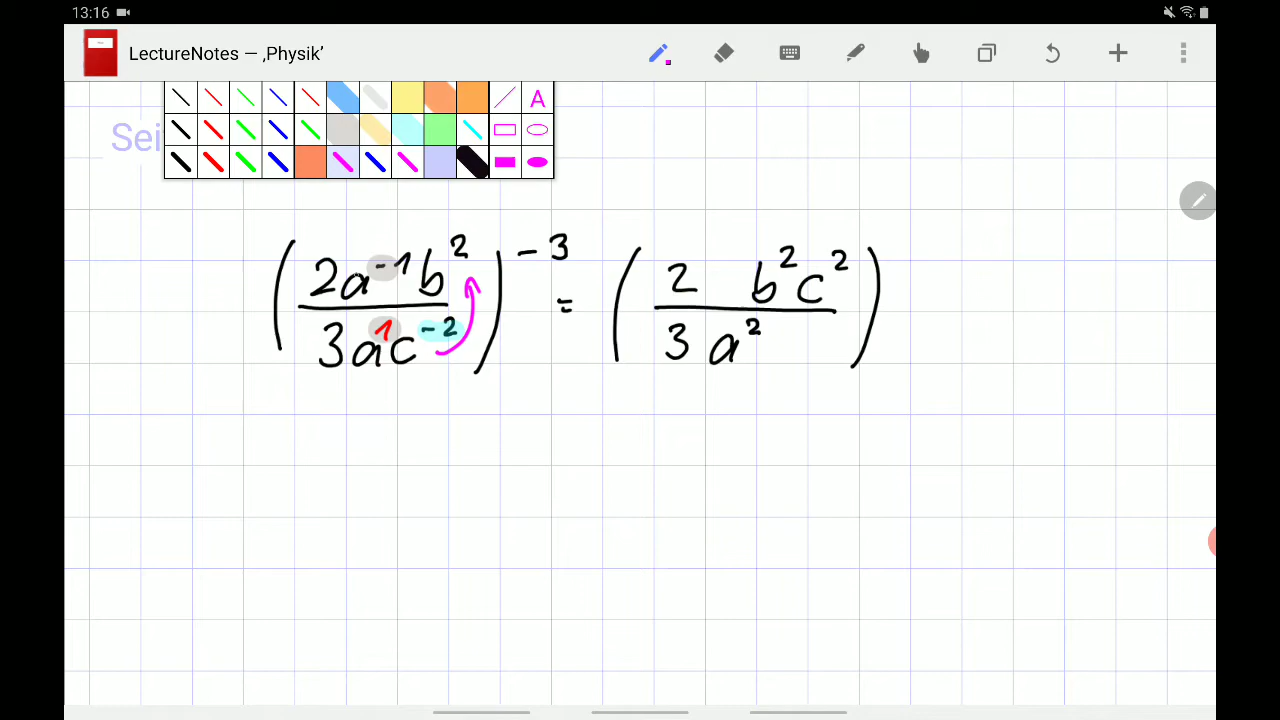 13:16
LectureNotes — ‚Physik’
A
Sei
(2a⁻¹b² / 3a¹c⁻²)⁻³ = (2 b²c² / 3 a²)